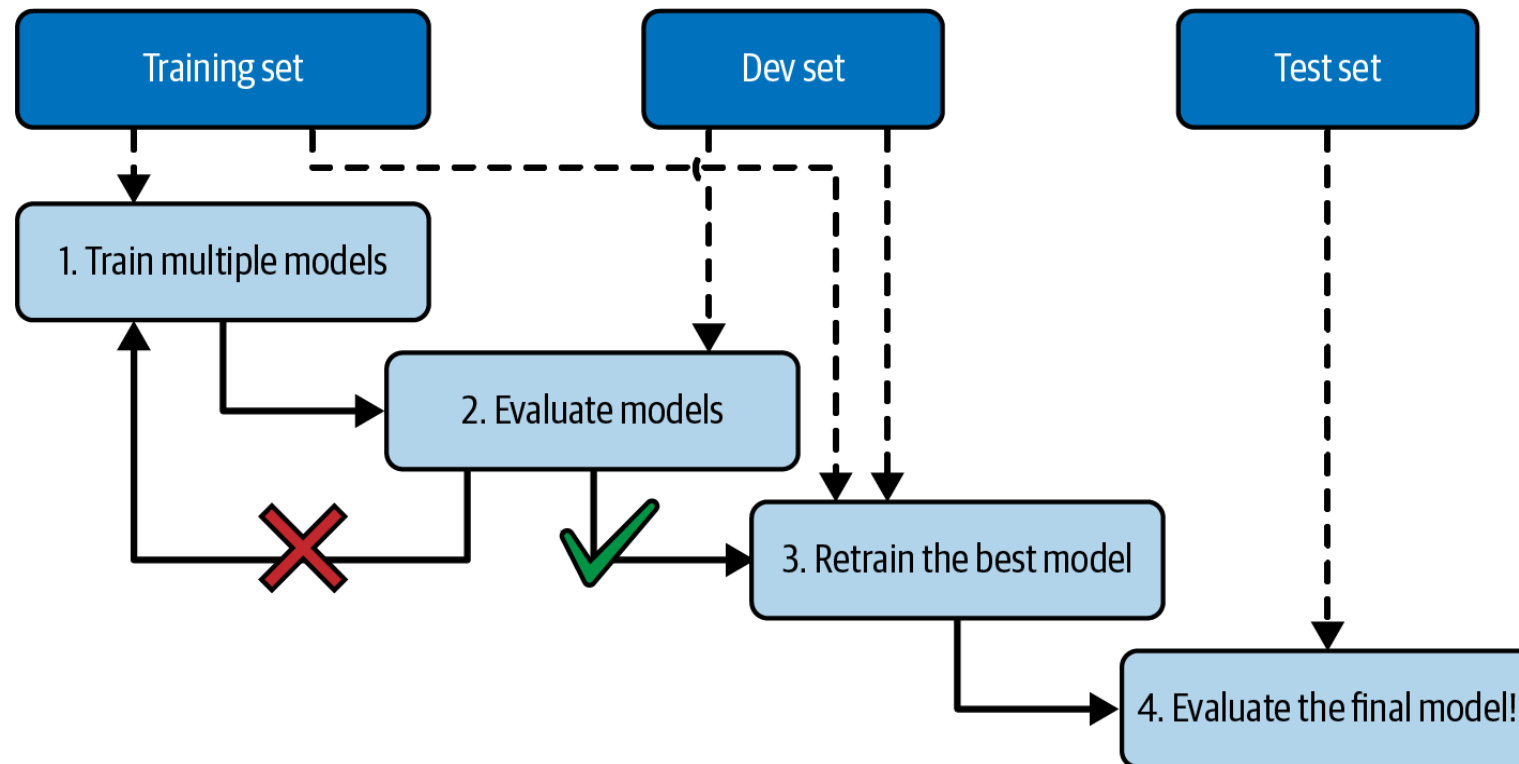 Training set
Dev set
Test set
1. Train multiple models
2. Evaluate models
3. Retrain the best model
4. Evaluate the final model!